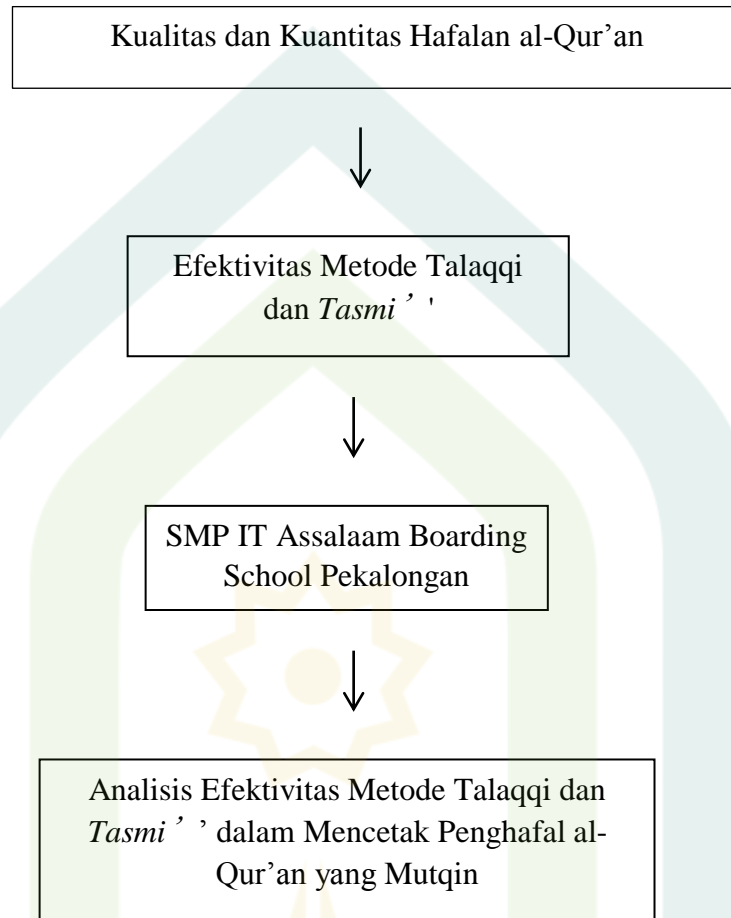 Kualitas dan Kuantitas Hafalan al-Qur’an
Efektivitas Metode Talaqqi
dan Tasmi’ '
SMP IT Assalaam Boarding
School Pekalongan
Analisis Efektivitas Metode Talaqqi dan
Tasmi’ ’ dalam Mencetak Penghafal al-
Qur’an yang Mutqin